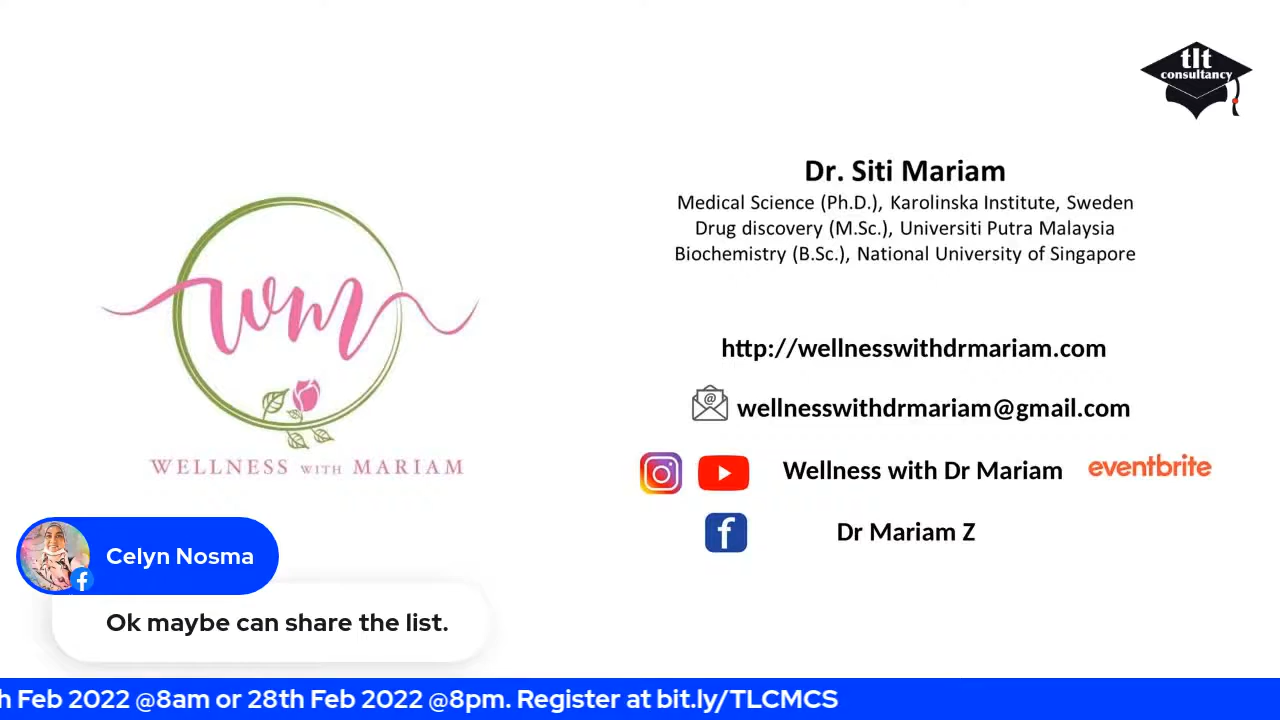 tlt
consultancy
Dr. Siti Mariam
Medical Science (Ph.D.), Karolinska Institute, Sweden
Drug discovery (M.Sc.), Universiti Putra Malaysia
Biochemistry (B.Sc.), National University of Singapore
wm
WELLNESS WITH MARIAM
http://wellnesswithdrmariam.com
@ wellnesswithdrmariam@gmail.com
Wellness with Dr Mariam eventbrite
f Dr Mariam Z
Celyn Nosma
f
Ok maybe can share the list.
h Feb 2022 @8am or 28th Feb 2022 @8pm. Register at bit.ly/TLCMCS